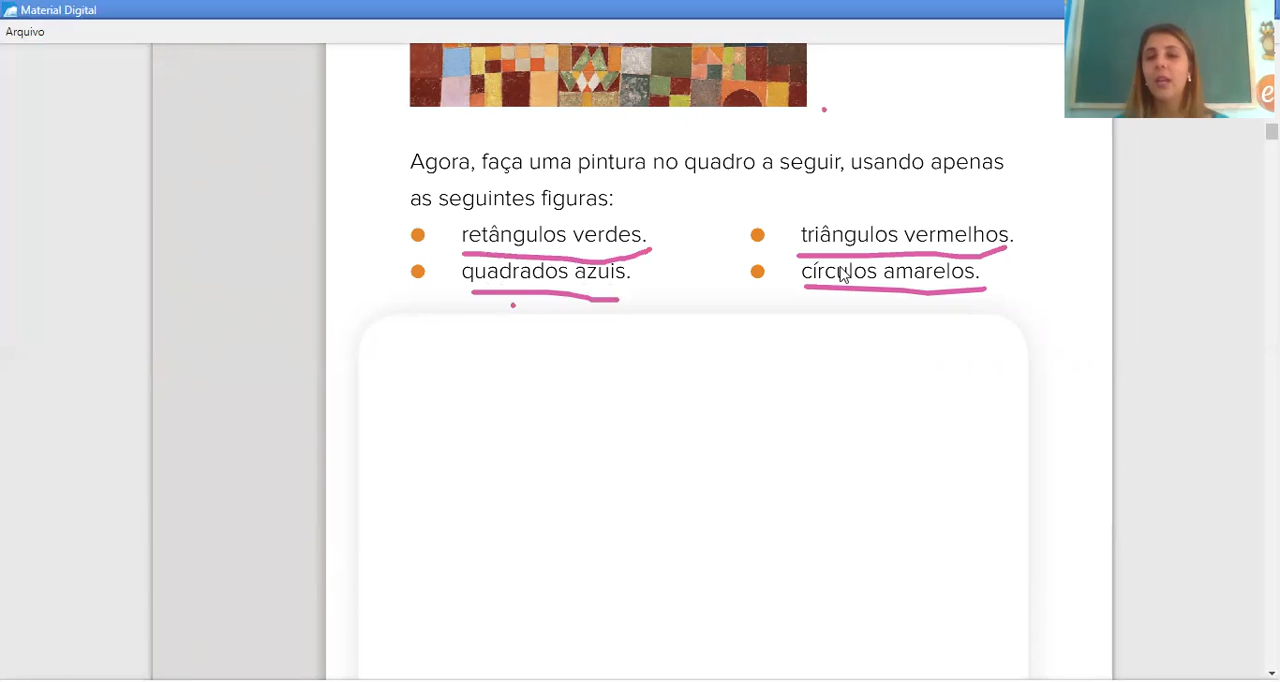 Material Digital
Arquivo
Agora, faça uma pintura no quadro a seguir, usando apenas
as seguintes figuras:
retângulos verdes.
triângulos vermelhos.
quadrados azuis.
círculos amarelos.
e